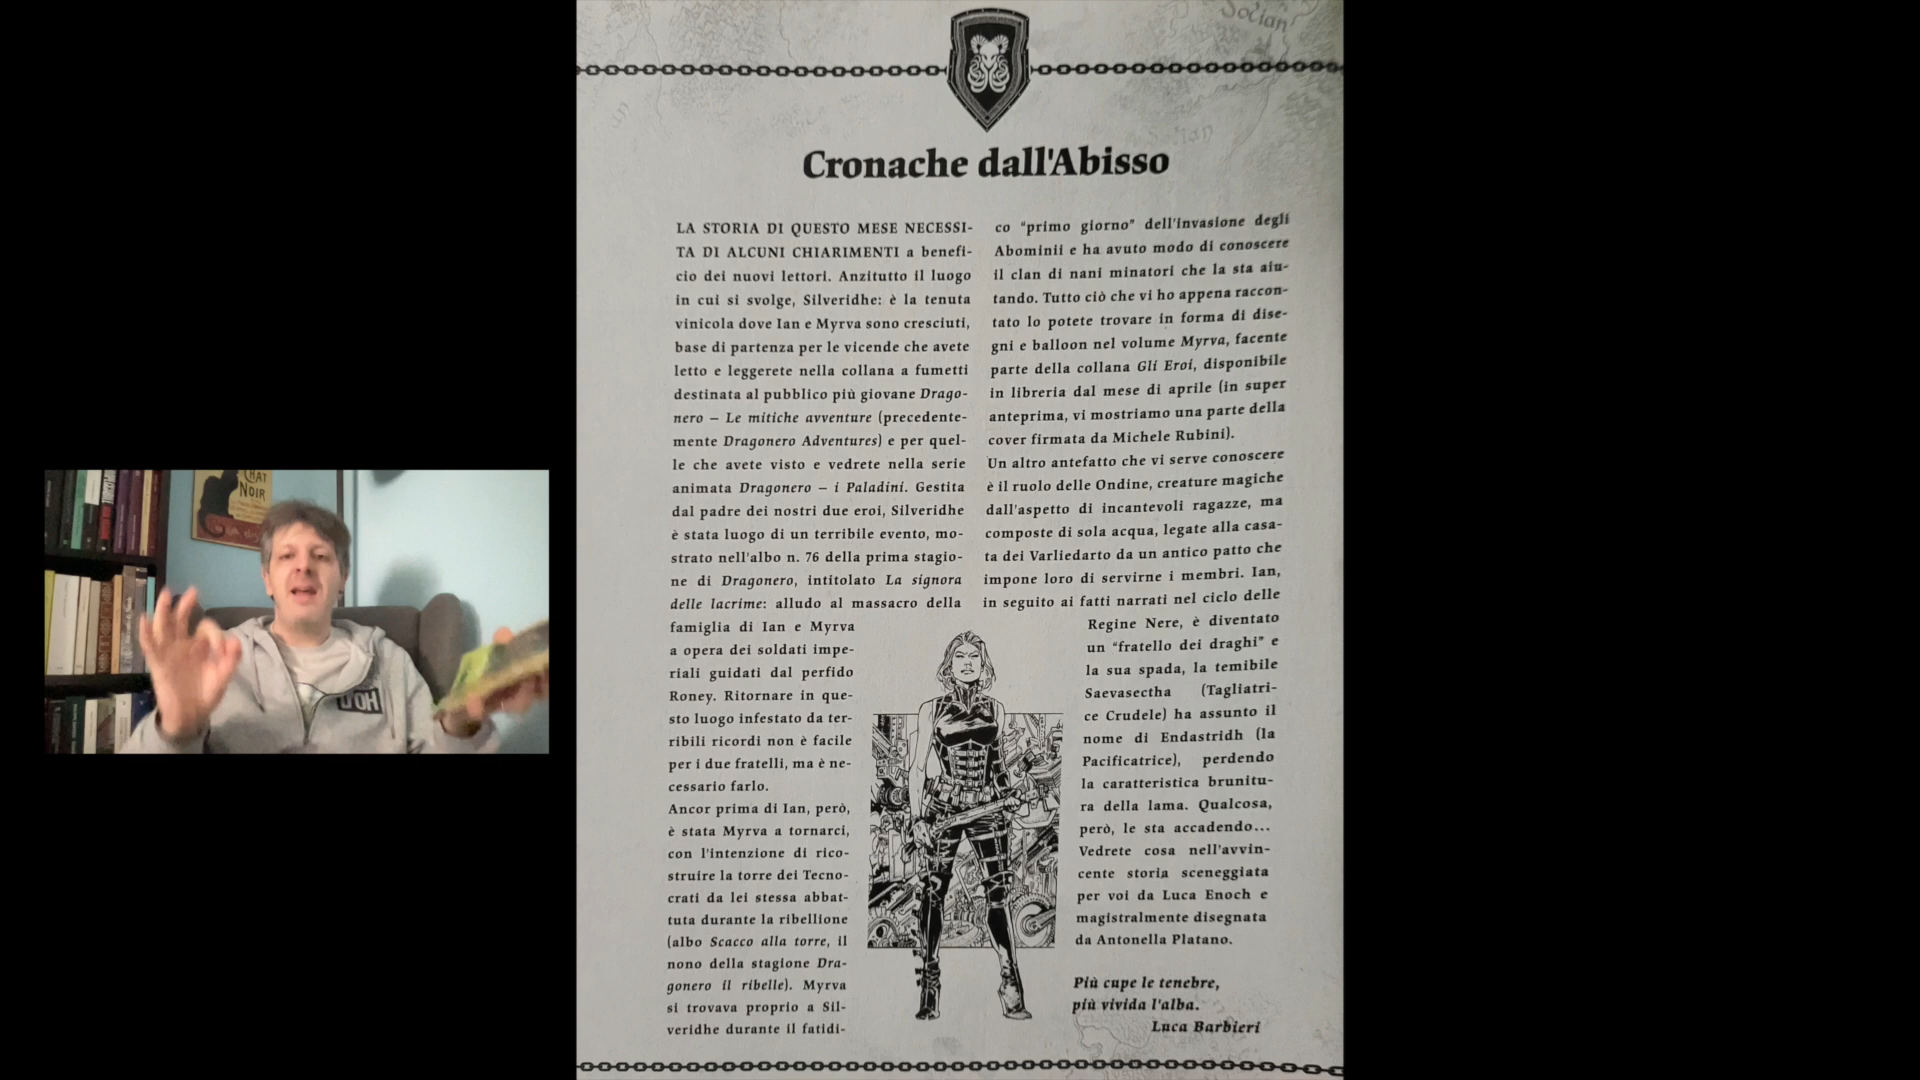 Solian
Solian
Cronache dall'Abisso
LA STORIA DI QUESTO MESE NECESSI-
TA DI ALCUNI CHIARIMENTI a benefi-
cio dei nuovi lettori. Anzitutto il luogo
in cui si svolge, Silveridhe: è la tenuta
vinicola dove Ian e Myrva sono cresciuti,
base di partenza per le vicende che avete
letto e leggerete nella collana a fumetti
destinata al pubblico più giovane Drago-
nero – Le mitiche avventure (precedente-
mente Dragonero Adventures) e per quel-
le che avete visto e vedrete nella serie
animata Dragonero – i Paladini. Gestita
dal padre dei nostri due eroi, Silveridhe
è stata luogo di un terribile evento, mo-
strato nell'albo n. 76 della prima stagio-
ne di Dragonero, intitolato La signora
delle lacrime: alludo al massacro della
famiglia di Ian e Myrva
a opera dei soldati impe-
riali guidati dal perfido
Roney. Ritornare in que-
sto luogo infestato da ter-
ribili ricordi non è facile
per i due fratelli, ma è ne-
cessario farlo.
Ancor prima di Ian, però,
è stata Myrva a tornarci,
con l'intenzione di rico-
struire la torre dei Tecno-
crati da lei stessa abbat-
tuta durante la ribellione
(albo Scacco alla torre, il
nono della stagione Dra-
gonero il ribelle). Myrva
si trovava proprio a Sil-
veridhe durante il fatidi-
co "primo giorno" dell'invasione degli
Abominii e ha avuto modo di conoscere
il clan di nani minatori che la sta aiu-
tando. Tutto ciò che vi ho appena raccon-
tato lo potete trovare in forma di dise-
gni e balloon nel volume Myrva, facente
parte della collana Gli Eroi, disponibile
in libreria dal mese di aprile (in super
anteprima, vi mostriamo una parte della
cover firmata da Michele Rubini).
Un altro antefatto che vi serve conoscere
è il ruolo delle Ondine, creature magiche
dall'aspetto di incantevoli ragazze, ma
composte di sola acqua, legate alla casa-
ta dei Varliedarto da un antico patto che
impone loro di servirne i membri. Ian,
in seguito ai fatti narrati nel ciclo delle
Regine Nere, è diventato
un "fratello dei draghi" e
la sua spada, la temibile
Saevasectha (Tagliatri-
ce Crudele) ha assunto il
nome di Endastridh (la
Pacificatrice), perdendo
la caratteristica brunitu-
ra della lama. Qualcosa,
però, le sta accadendo...
Vedrete cosa nell'avvin-
cente storia sceneggiata
per voi da Luca Enoch e
magistralmente disegnata
da Antonella Platano.
Più cupe le tenebre,
più vivida l'alba.
Luca Barbieri
CHAT
NOIR
D'OH